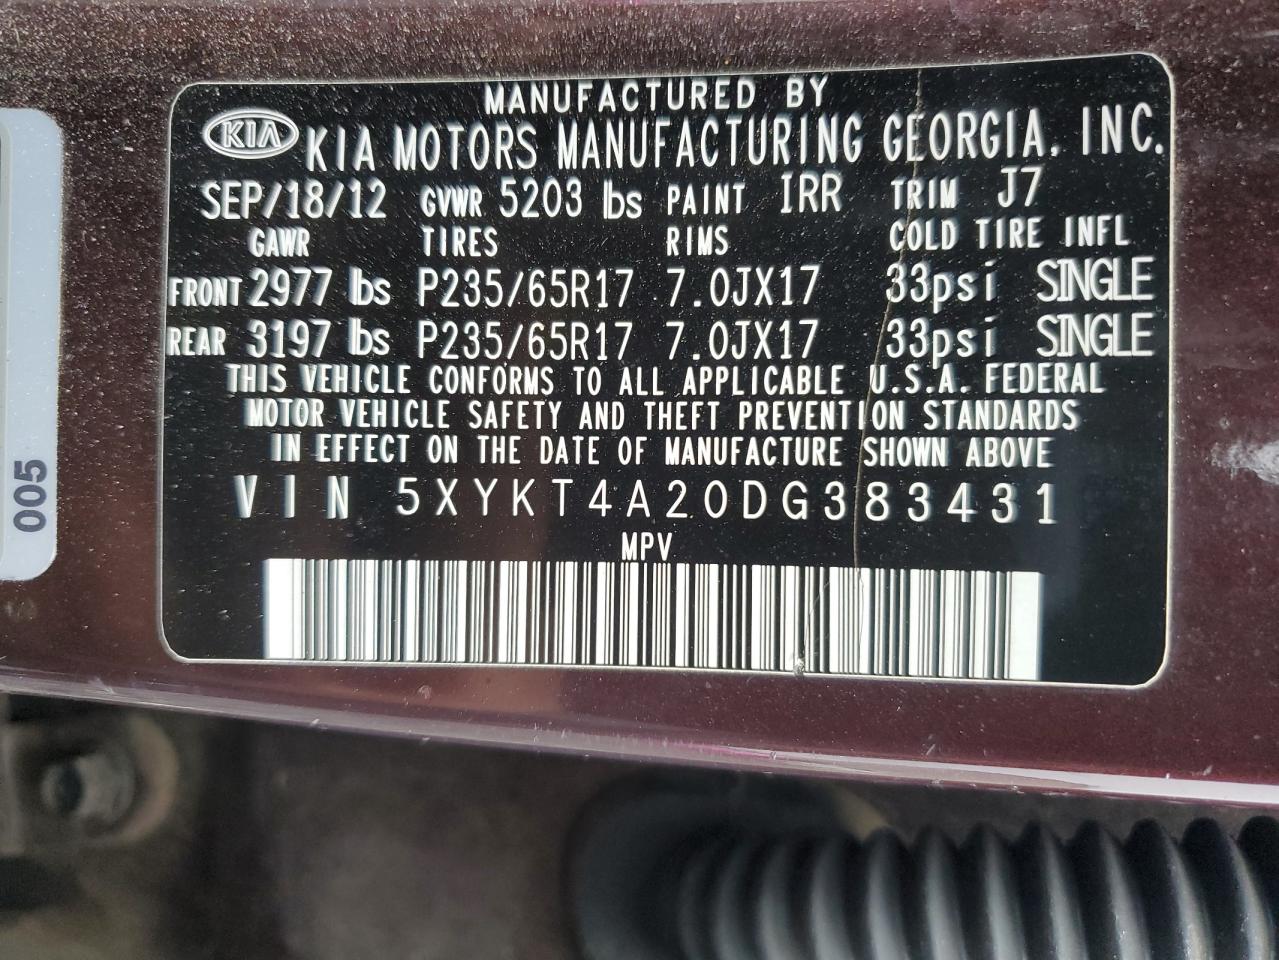 MANUFACTURED BY
KIA KIA MOTORS MANUFACTURING GEORGIA, INC.
SEP/18/12 GVWR 5203 lbs PAINT IRR TRIM J7
GAWR TIRES RIMS COLD TIRE INFL
FRONT 2977 lbs P235/65R17 7.0JX17 33psi SINGLE
REAR 3197 lbs P235/65R17 7.0JX17 33psi SINGLE
THIS VEHICLE CONFORMS TO ALL APPLICABLE U.S.A. FEDERAL
MOTOR VEHICLE SAFETY AND THEFT PREVENTION STANDARDS
IN EFFECT ON THE DATE OF MANUFACTURE SHOWN ABOVE
VIN 5XYKT4A20DG383431
MPV
005